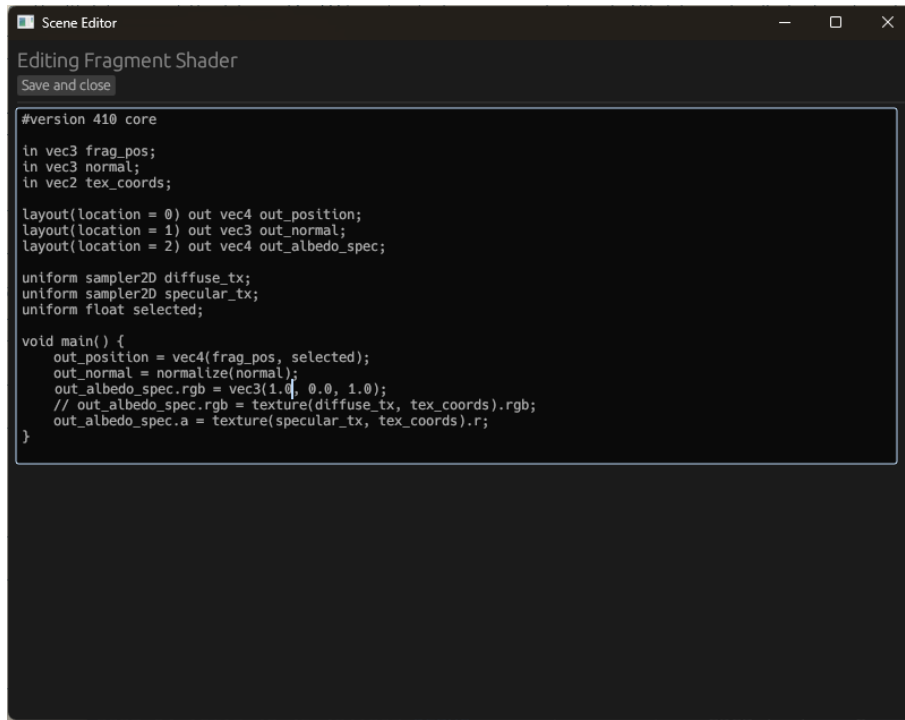 Scene Editor
Editing Fragment Shader
Save and close
#version 410 core
in vec3 frag_pos;
in vec3 normal;
in vec2 tex_coords;
layout(location = 0) out vec4 out_position;
layout(location = 1) out vec3 out_normal;
layout(location = 2) out vec4 out_albedo_spec;
uniform sampler2D diffuse_tx;
uniform sampler2D specular_tx;
uniform float selected;
void main() {
    out_position = vec4(frag_pos, selected);
    out_normal = normalize(normal);
    out_albedo_spec.rgb = vec3(1.0, 0.0, 1.0);
    // out_albedo_spec.rgb = texture(diffuse_tx, tex_coords).rgb;
    out_albedo_spec.a = texture(specular_tx, tex_coords).r;
}